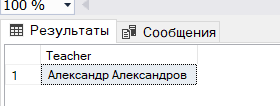 100 %
Результаты Сообщения
Teacher
1 Александр Александров